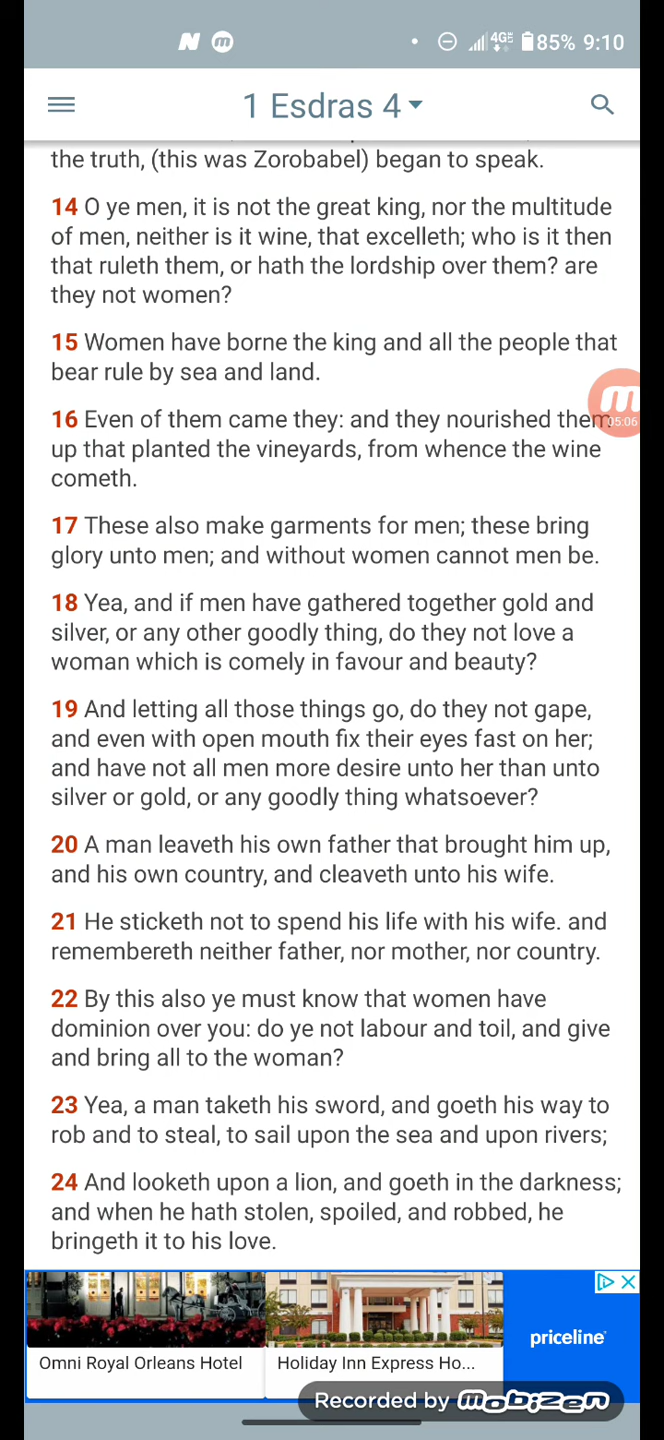 N m 4GE 85% 9:10
1 Esdras 4
the truth, (this was Zorobabel) began to speak.
14 O ye men, it is not the great king, nor the multitude
of men, neither is it wine, that excelleth; who is it then
that ruleth them, or hath the lordship over them? are
they not women?
15 Women have borne the king and all the people that
bear rule by sea and land.
16 Even of them came they: and they nourished them
up that planted the vineyards, from whence the wine
cometh.
m
05:06
17 These also make garments for men; these bring
glory unto men; and without women cannot men be.
18 Yea, and if men have gathered together gold and
silver, or any other goodly thing, do they not love a
woman which is comely in favour and beauty?
19 And letting all those things go, do they not gape,
and even with open mouth fix their eyes fast on her;
and have not all men more desire unto her than unto
silver or gold, or any goodly thing whatsoever?
20 A man leaveth his own father that brought him up,
and his own country, and cleaveth unto his wife.
21 He sticketh not to spend his life with his wife. and
remembereth neither father, nor mother, nor country.
22 By this also ye must know that women have
dominion over you: do ye not labour and toil, and give
and bring all to the woman?
23 Yea, a man taketh his sword, and goeth his way to
rob and to steal, to sail upon the sea and upon rivers;
24 And looketh upon a lion, and goeth in the darkness;
and when he hath stolen, spoiled, and robbed, he
bringeth it to his love.
Omni Royal Orleans Hotel
Holiday Inn Express Ho...
priceline
Recorded by mobizen